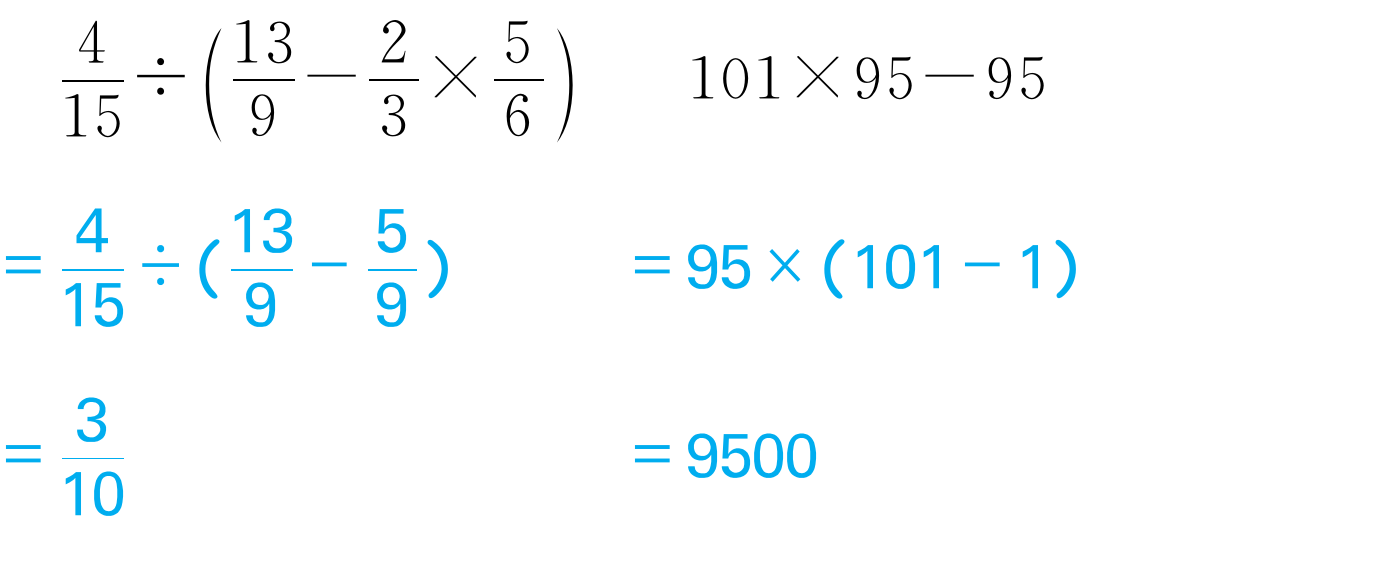 4/15 ÷ (13/9 − 2/3 × 5/6)
= 4/15 ÷ (13/9 − 5/9)
= 3/10
101×95−95
= 95 × (101 − 1)
= 9500